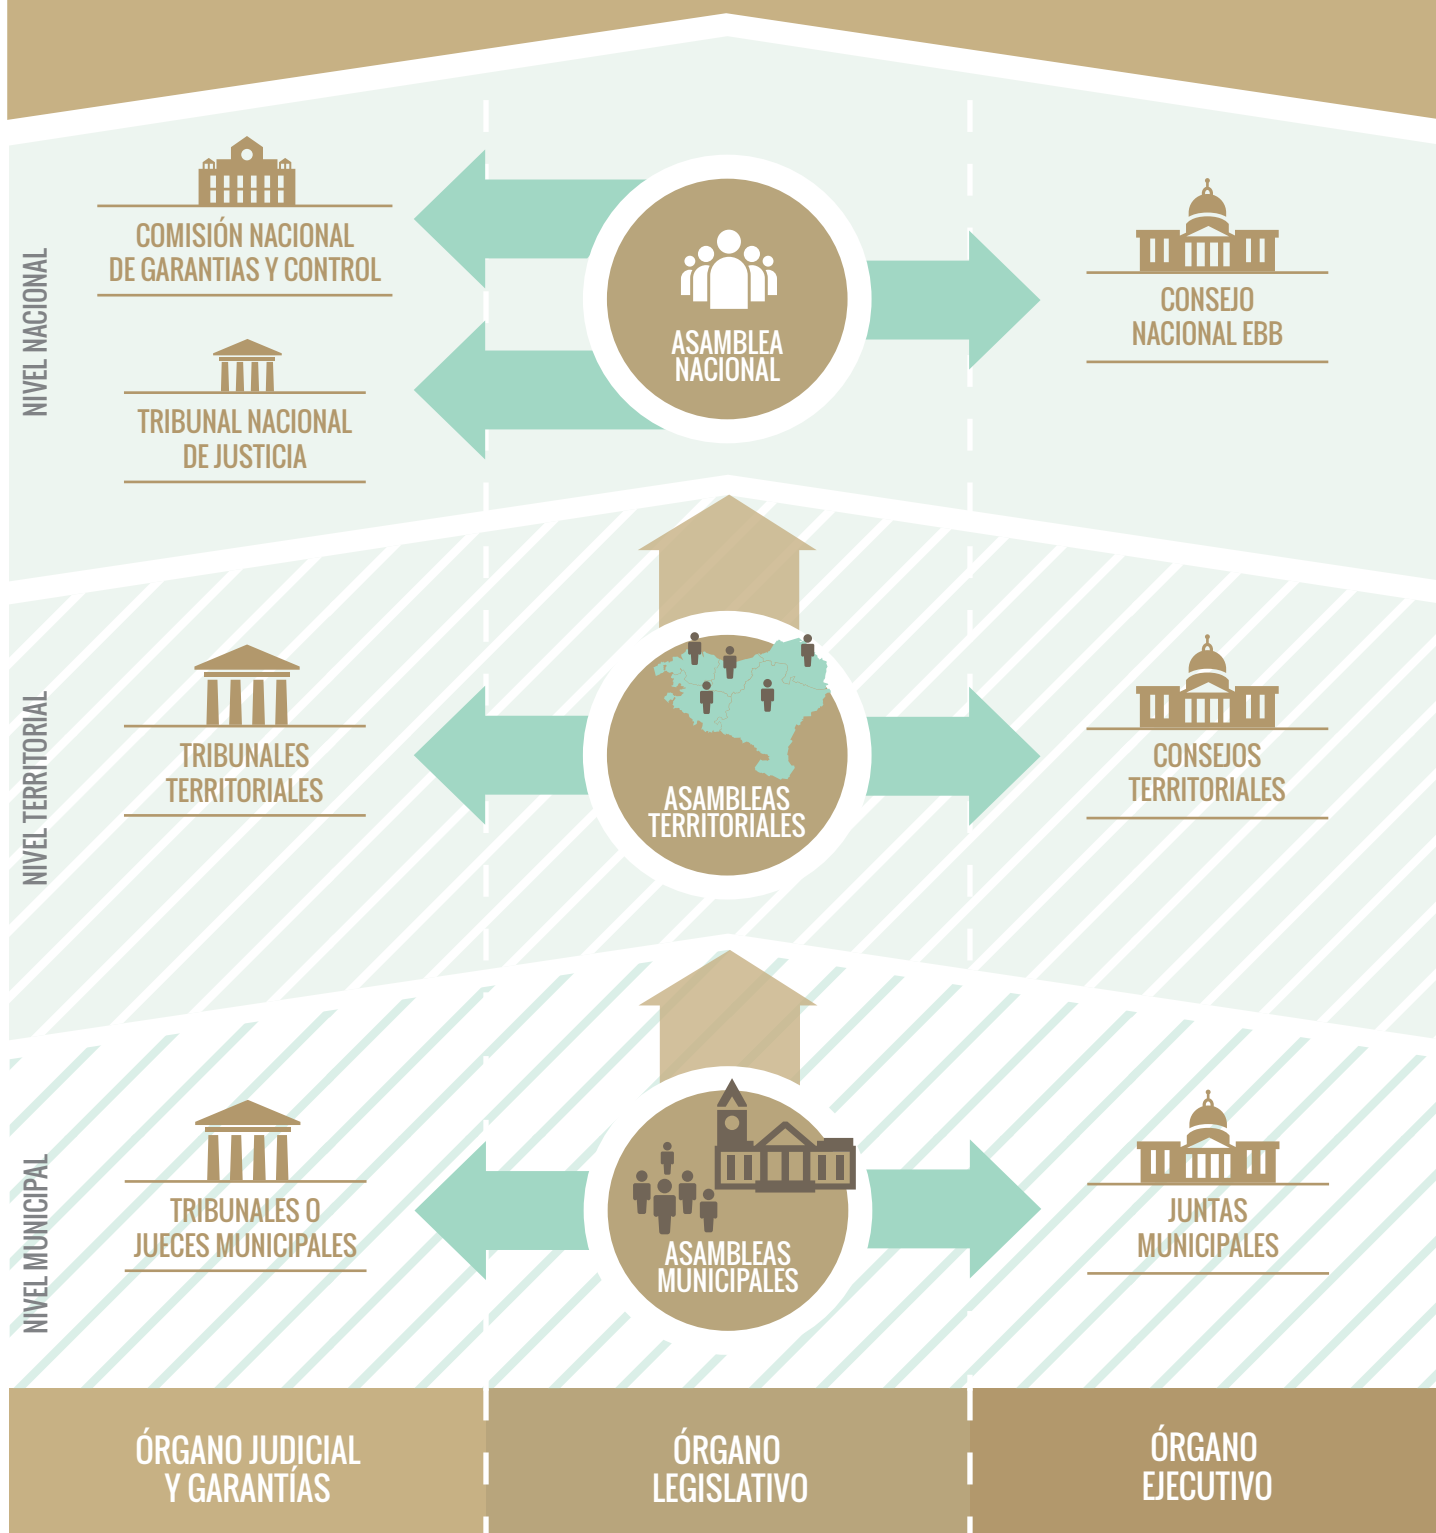 NIVEL NACIONAL
COMISIÓN NACIONAL
DE GARANTIAS Y CONTROL
TRIBUNAL NACIONAL
DE JUSTICIA
ASAMBLEA
NACIONAL
CONSEJO
NACIONAL EBB
NIVEL TERRITORIAL
TRIBUNALES
TERRITORIALES
ASAMBLEAS
TERRITORIALES
CONSEJOS
TERRITORIALES
NIVEL MUNICIPAL
TRIBUNALES O
JUECES MUNICIPALES
ASAMBLEAS
MUNICIPALES
JUNTAS
MUNICIPALES
ÓRGANO JUDICIAL
Y GARANTÍAS
ÓRGANO
LEGISLATIVO
ÓRGANO
EJECUTIVO